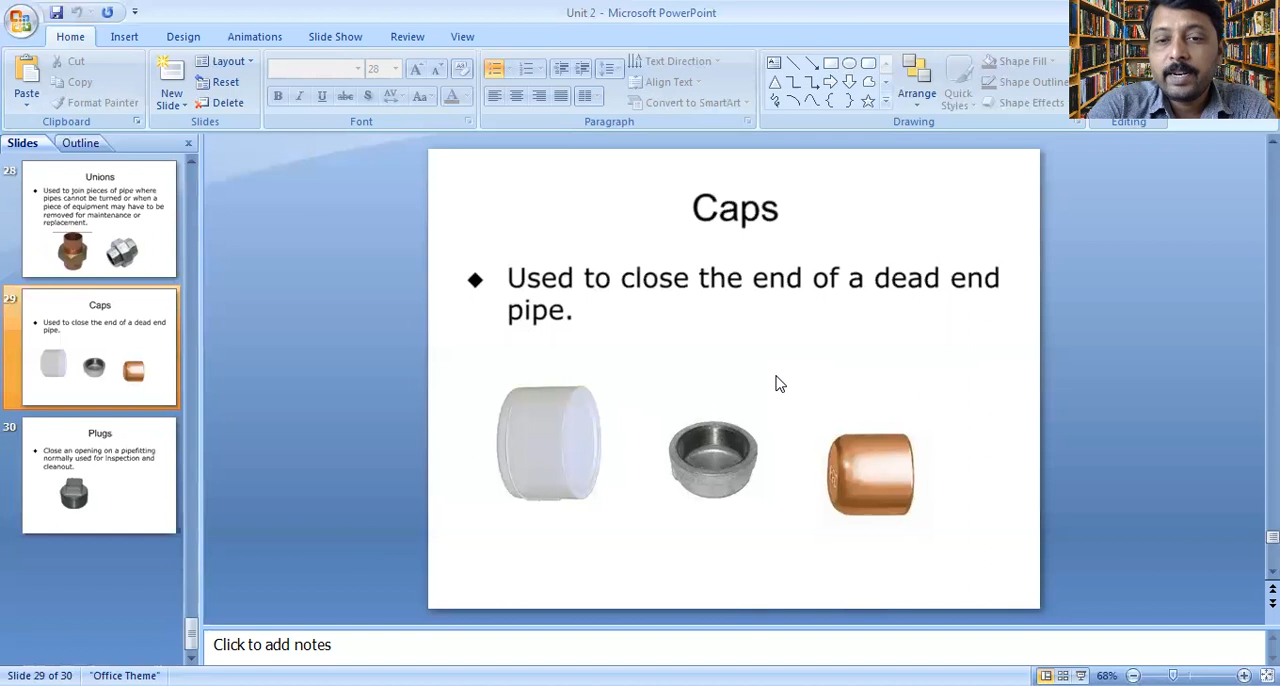 Unit 2 - Microsoft PowerPoint
Home Insert Design Animations Slide Show Review View
Paste
Cut
Copy
Format Painter
Clipboard
New Slide
Layout
Reset
Delete
Slides
28
B I U abe S AV Aa A
Font
Text Direction
Align Text
Convert to SmartArt
Paragraph
Arrange
Quick Styles
Shape Fill
Shape Outline
Shape Effects
Drawing
Editing
Slides Outline
28
Unions
Used to join pieces of pipe where
pipes cannot be turned or when a
piece of equipment may have to be
removed for maintenance or
replacement.
29
Caps
Used to close the end of a dead end
pipe.
30
Plugs
Close an opening on a pipefitting
normally used for inspection and
cleanout.
Caps
Used to close the end of a dead end
pipe.
Click to add notes
Slide 29 of 30 "Office Theme" 68%